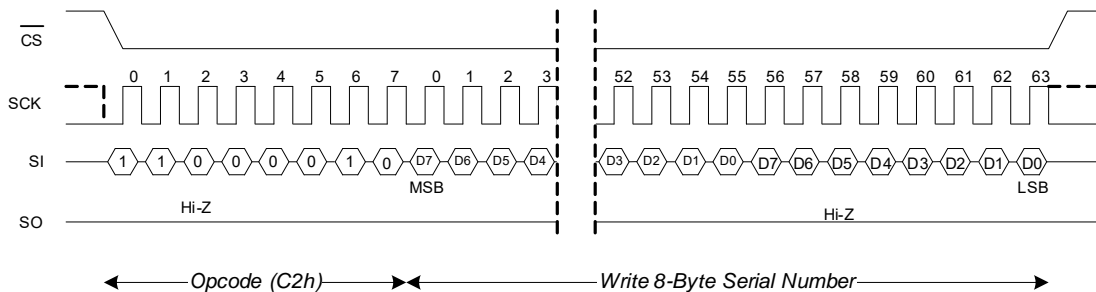 CS
0 1 2 3 4 5 6 7 0 1 2 3 52 53 54 55 56 57 58 59 60 61 62 63
SCK
SI 1 1 0 0 0 0 1 0 D7 D6 D5 D4 D3 D2 D1 D0 D7 D6 D5 D4 D3 D2 D1 D0
MSB LSB
Hi-Z Hi-Z
SO
Opcode (C2h) Write 8-Byte Serial Number